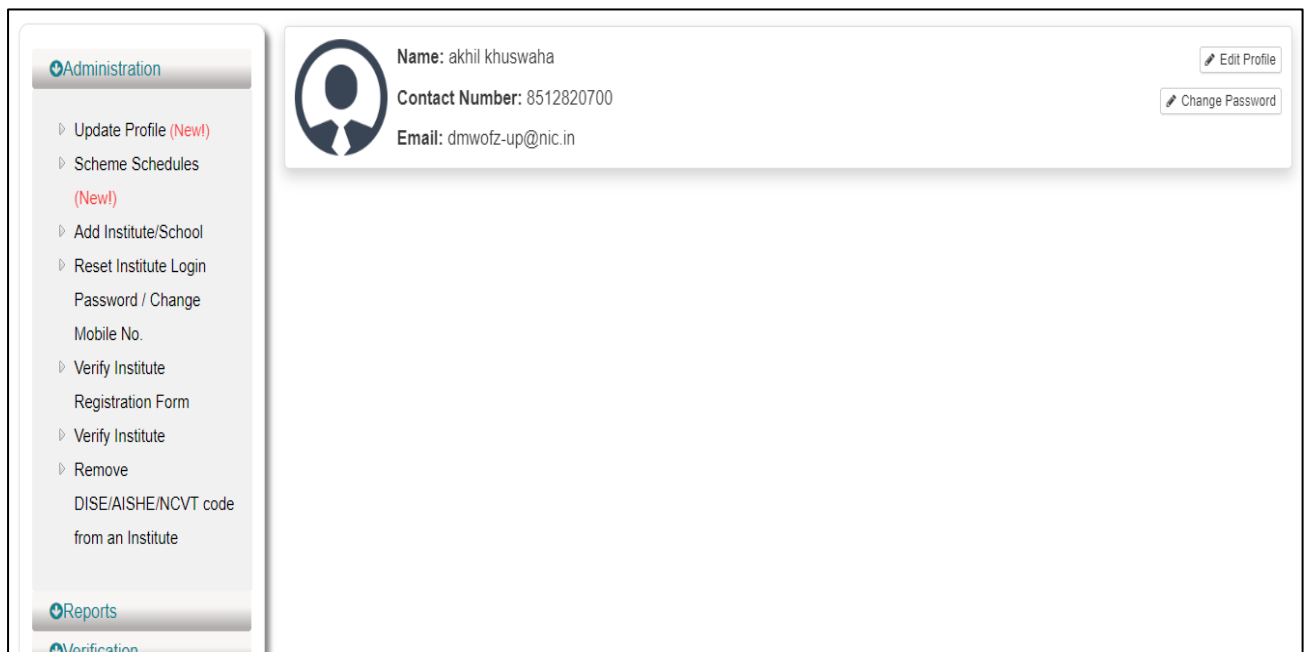 Administration
Update Profile (New!)
Scheme Schedules
(New!)
Add Institute/School
Reset Institute Login
Password / Change
Mobile No.
Verify Institute
Registration Form
Verify Institute
Remove
DISE/AISHE/NCVT code
from an Institute
Reports
Verification
Name: akhil khuswaha
Contact Number: 8512820700
Email: dmwofz-up@nic.in
Edit Profile
Change Password